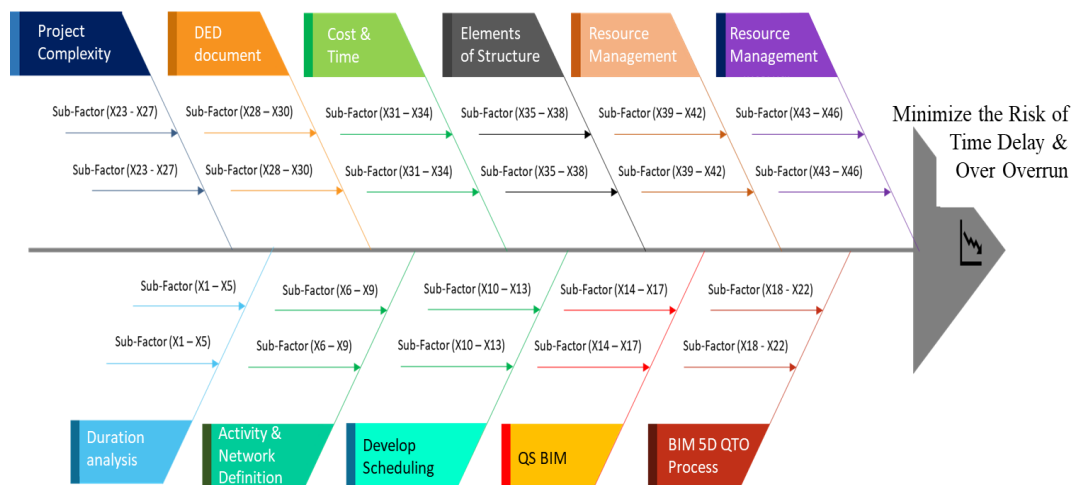 Project
Complexity
DED
document
Cost &
Time
Elements
of Structure
Resource
Management
Resource
Management
Sub-Factor (X23 - X27)
Sub-Factor (X28 – X30)
Sub-Factor (X31 – X34)
Sub-Factor (X35 – X38)
Sub-Factor (X39 – X42)
Sub-Factor (X43 – X46)
Sub-Factor (X23 - X27)
Sub-Factor (X28 – X30)
Sub-Factor (X31 – X34)
Sub-Factor (X35 – X38)
Sub-Factor (X39 – X42)
Sub-Factor (X43 – X46)
Minimize the Risk of
Time Delay &
Over Overrun
Sub-Factor (X1 – X5)
Sub-Factor (X6 – X9)
Sub-Factor (X10 – X13)
Sub-Factor (X14 – X17)
Sub-Factor (X18 - X22)
Sub-Factor (X1 – X5)
Sub-Factor (X6 – X9)
Sub-Factor (X10 – X13)
Sub-Factor (X14 – X17)
Sub-Factor (X18 - X22)
Duration
analysis
Activity &
Network
Definition
Develop
Scheduling
QS BIM
BIM 5D QTO
Process